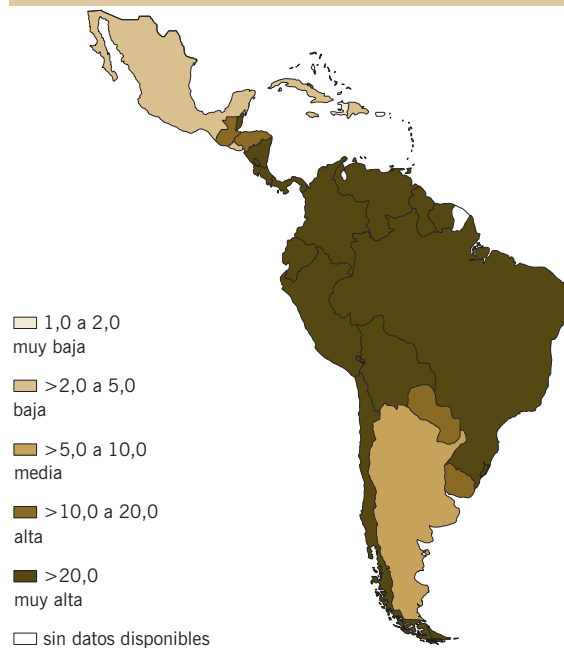 1,0 a 2,0
muy baja
>2,0 a 5,0
baja
>5,0 a 10,0
media
>10,0 a 20,0
alta
>20,0
muy alta
sin datos disponibles